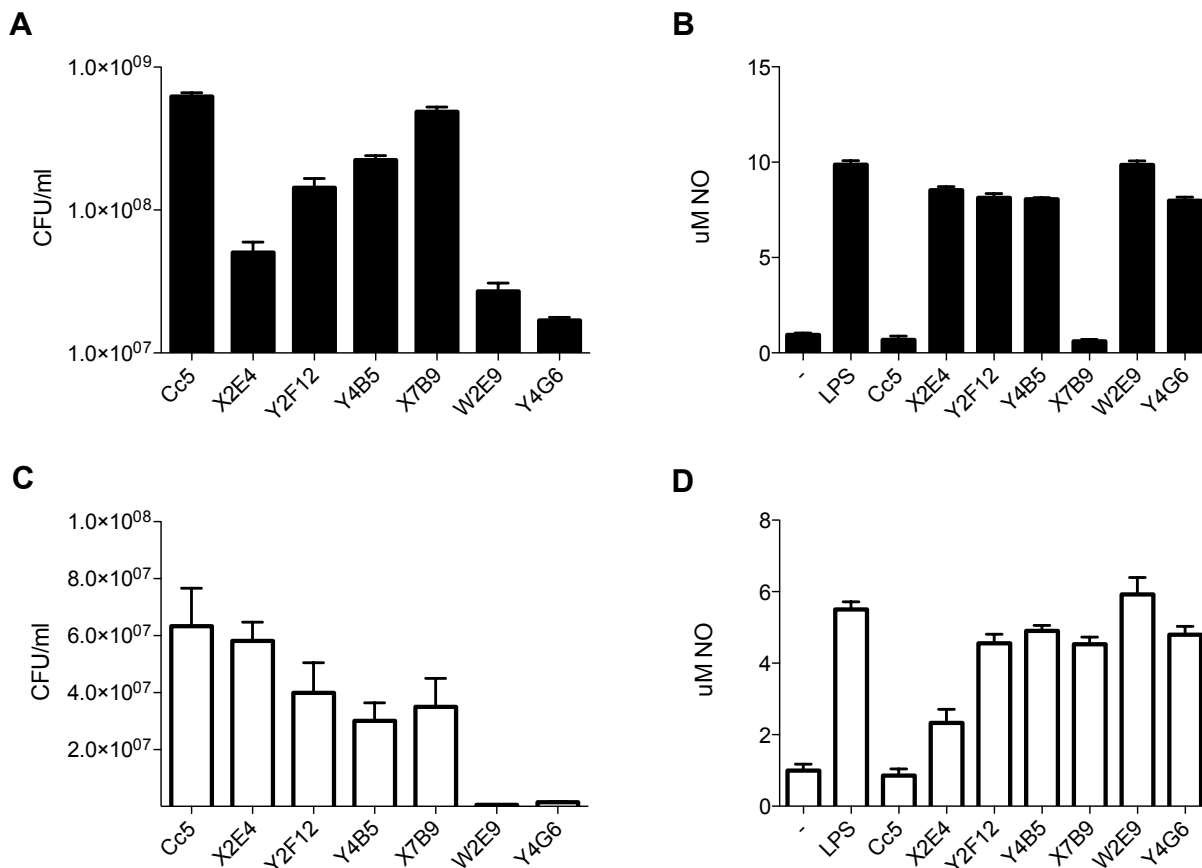 A
1.0×10⁰⁹
1.0×10⁰⁸
1.0×10⁰⁷
CFU/ml
Cc5
X2E4
Y2F12
Y4B5
X7B9
W2E9
Y4G6
B
15
10
5
0
uM NO
-
LPS
Cc5
X2E4
Y2F12
Y4B5
X7B9
W2E9
Y4G6
C
1.0×10⁰⁸
8.0×10⁰⁷
6.0×10⁰⁷
4.0×10⁰⁷
2.0×10⁰⁷
CFU/ml
Cc5
X2E4
Y2F12
Y4B5
X7B9
W2E9
Y4G6
D
8
6
4
2
0
uM NO
-
LPS
Cc5
X2E4
Y2F12
Y4B5
X7B9
W2E9
Y4G6